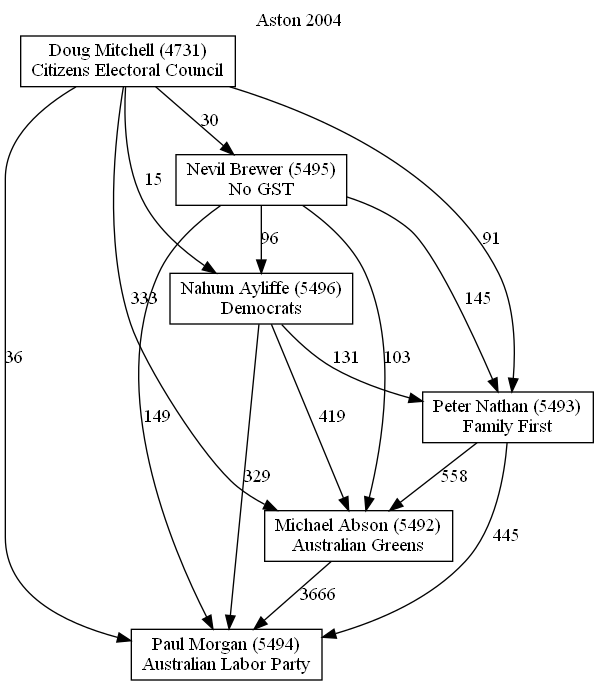 Aston 2004
Doug Mitchell (4731)
Citizens Electoral Council
30
Nevil Brewer (5495)
No GST
15
96
91
Nahum Ayliffe (5496)
Democrats
333
145
36
131
103
Peter Nathan (5493)
Family First
149
419
329
558
Michael Abson (5492)
Australian Greens
445
3666
Paul Morgan (5494)
Australian Labor Party